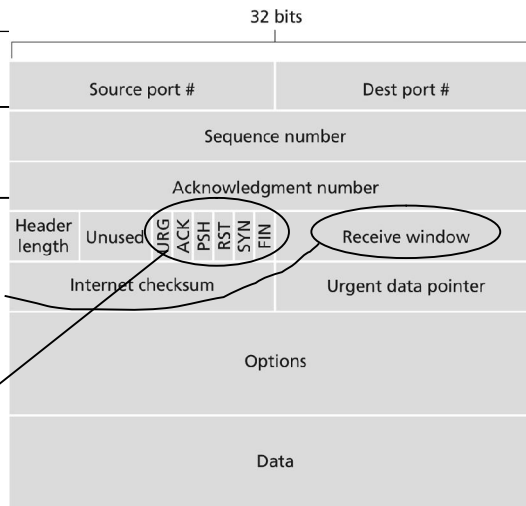 32 bits
Source port # Dest port #
Sequence number
Acknowledgment number
Header length Unused URG ACK PSH RST SYN FIN Receive window
Internet checksum Urgent data pointer
Options
Data